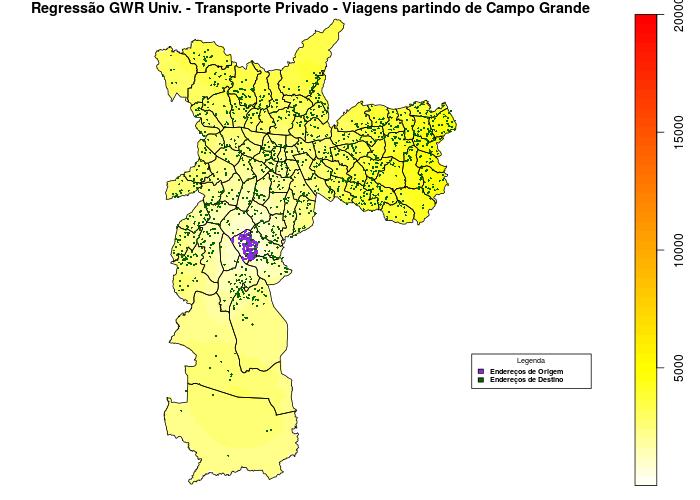 Regressão GWR Univ. - Transporte Privado - Viagens partindo de Campo Grande
20000
15000
10000
5000
Legenda
Endereços de Origem
Endereços de Destino